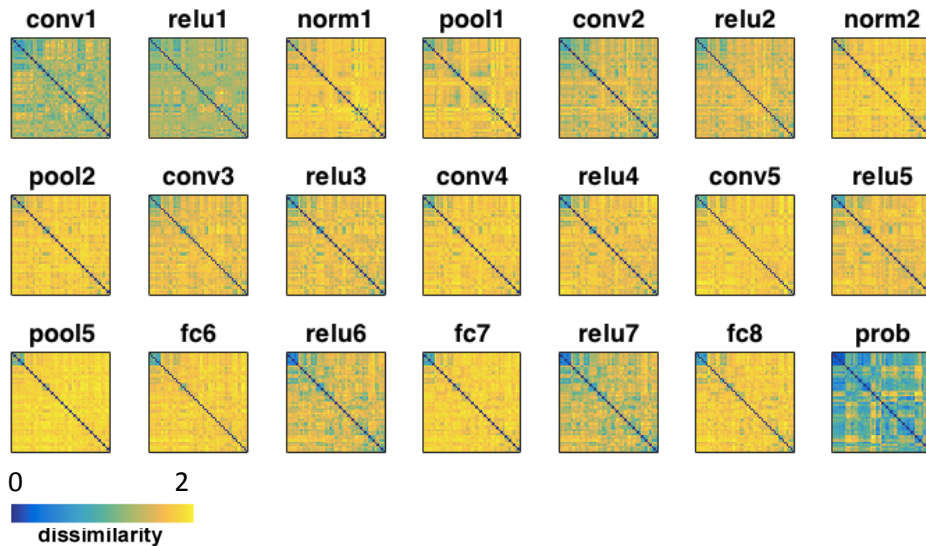 conv1 relu1 norm1 pool1 conv2 relu2 norm2
pool2 conv3 relu3 conv4 relu4 conv5 relu5
pool5 fc6 relu6 fc7 relu7 fc8 prob
0 2
dissimilarity